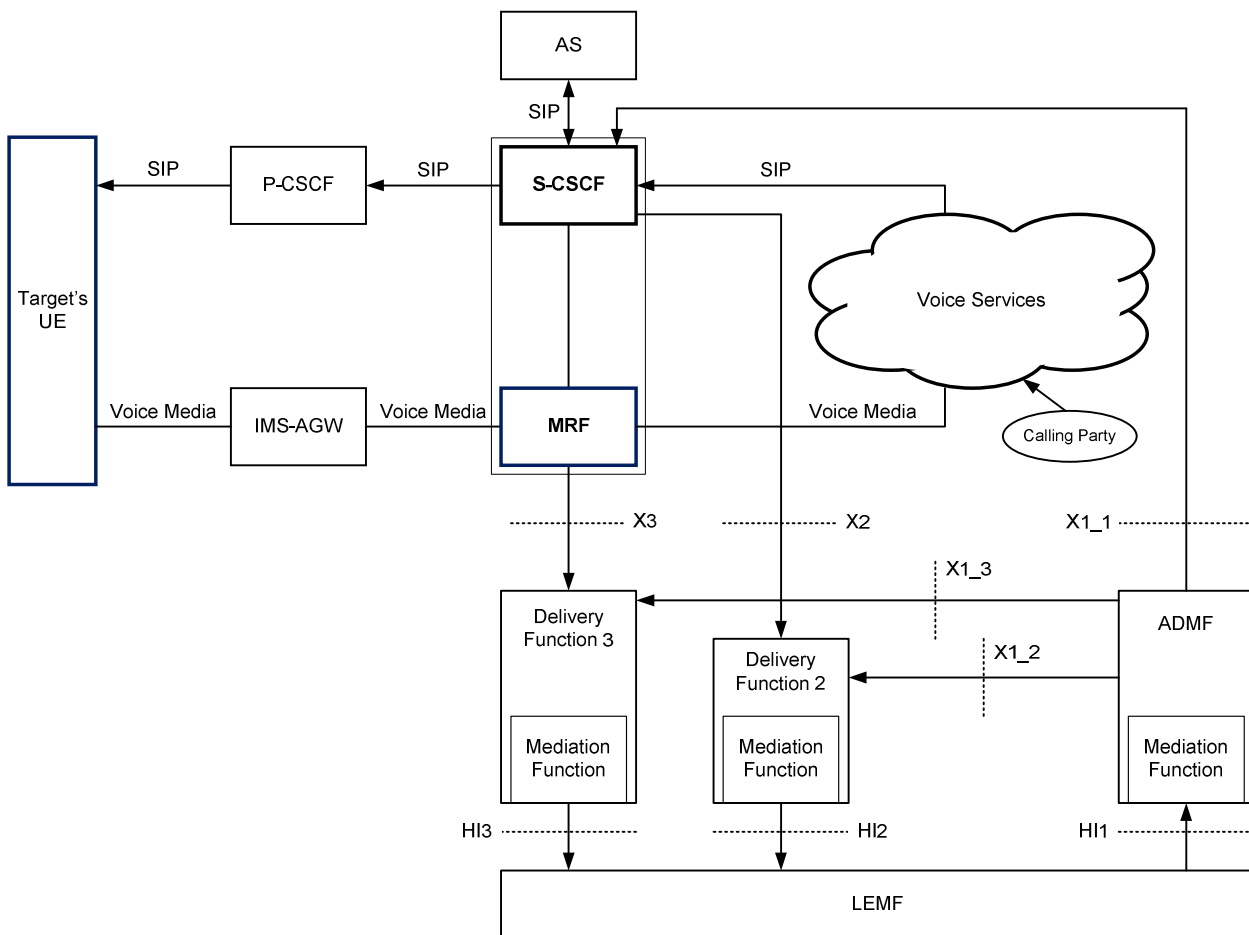 AS
SIP
SIP
P-CSCF
SIP
S-CSCF
SIP
Target's
UE
Voice Services
Voice Media
IMS-AGW
Voice Media
MRF
Voice Media
Calling Party
X3
X2
X1_1
X1_3
Delivery
Function 3
ADMF
X1_2
Delivery
Function 2
Mediation
Function
Mediation
Function
Mediation
Function
HI3
HI2
HI1
LEMF